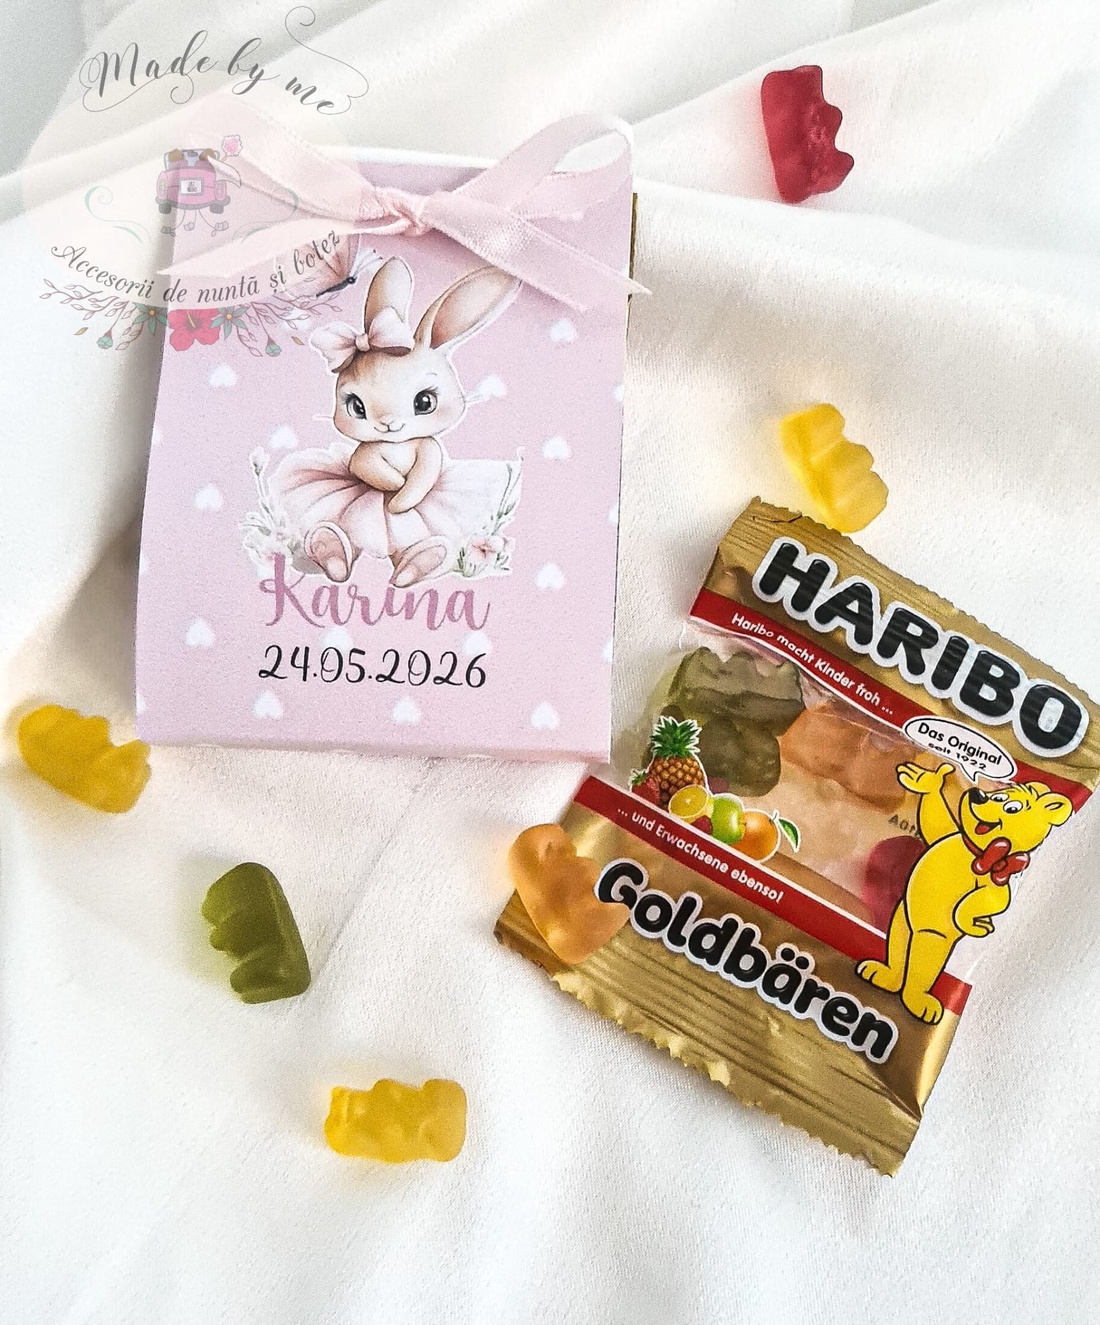 Made by me
Accesorii de nuntă și botez
Karina
24.05.2026
HARIBO
Haribo macht Kinder froh ...
Das Original
seit 1922
... und Erwachsene ebenso!
Goldbären